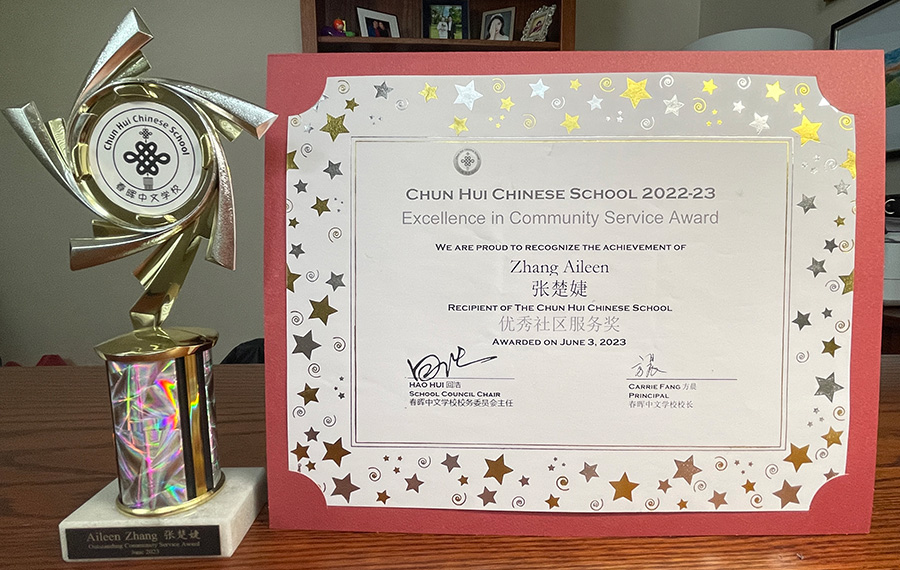 Chun Hui Chinese School
春晖中文学校
Aileen Zhang 张楚婕
Outstanding Community Service Award
June 2023
CHUN HUI CHINESE SCHOOL 2022-23
Excellence in Community Service Award
WE ARE PROUD TO RECOGNIZE THE ACHIEVEMENT OF
Zhang Aileen
张楚婕
RECIPIENT OF THE CHUN HUI CHINESE SCHOOL
优秀社区服务奖
AWARDED ON JUNE 3, 2023
HAO HUI 回浩
SCHOOL COUNCIL CHAIR
春晖中文学校校务委员会主任
方晨
CARRIE FANG 方晨
PRINCIPAL
春晖中文学校校长